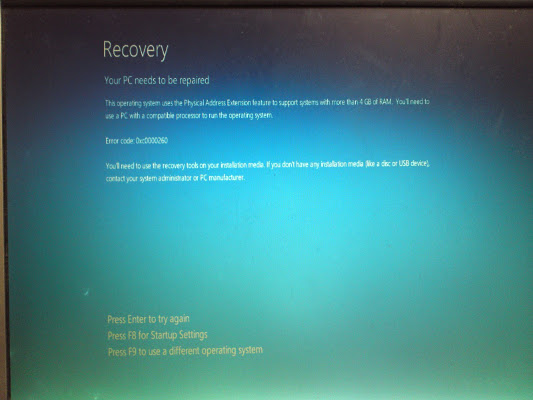 Recovery
Your PC needs to be repaired
This operating system uses the Physical Address Extension feature to support systems with more than 4 GB of RAM. You'll need to
use a PC with a compatible processor to run the operating system.
Error code: 0xc0000260
You'll need to use the recovery tools on your installation media. If you don't have any installation media (like a disc or USB device),
contact your system administrator or PC manufacturer.
Press Enter to try again
Press F8 for Startup Settings
Press F9 to use a different operating system